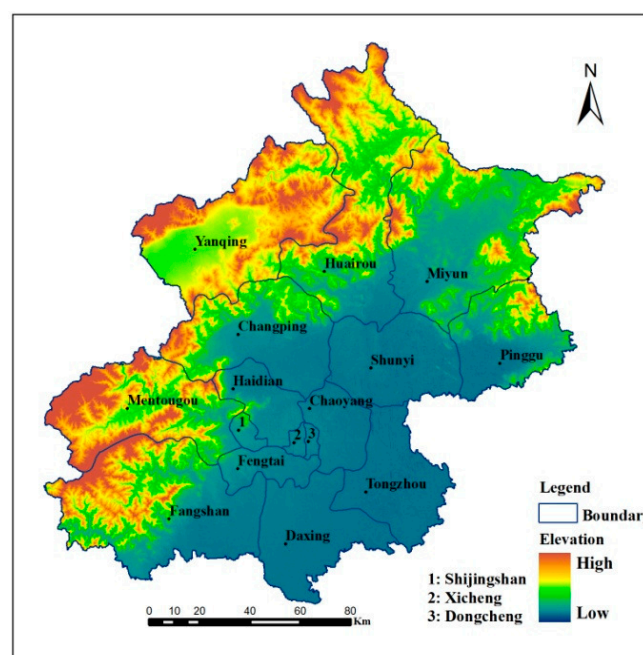 N
Yanqing
Huairou
Miyun
Changping
Shunyi
Pinggu
Haidian
Mentougou
Chaoyang
1
2 3
Fengtai
Tongzhou
Fangshan
Daxing
Legend
Boundar
Elevation
High
Low
1: Shijingshan
2: Xicheng
3: Dongcheng
0 10 20 40 60 80
Km